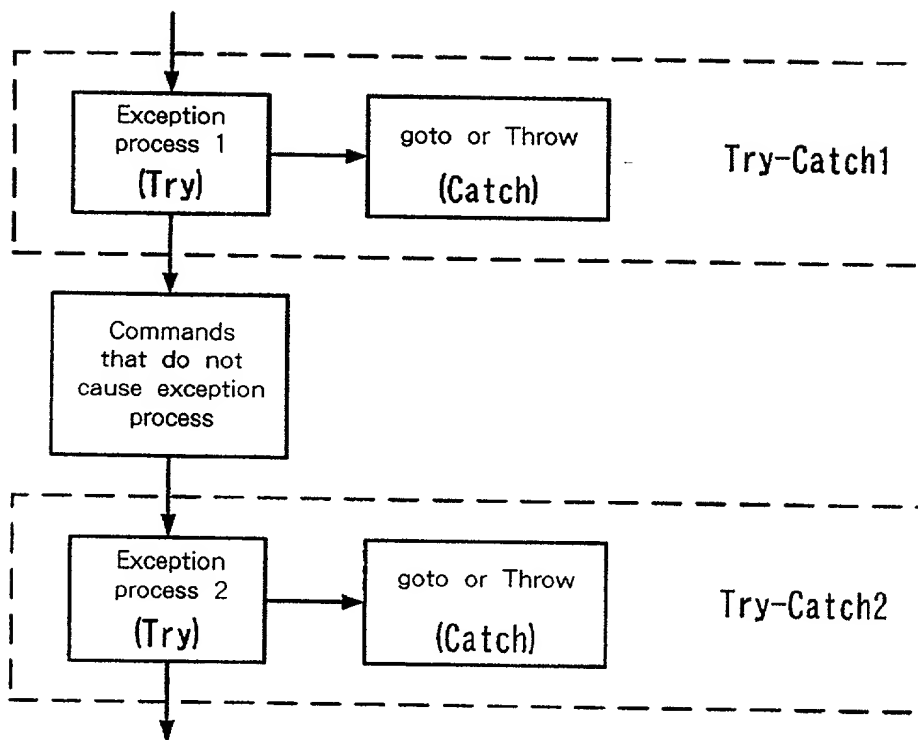 Exception
process 1
(Try)
goto or Throw
(Catch)
Try-Catch1
Commands
that do not
cause exception
process
Exception
process 2
(Try)
goto or Throw
(Catch)
Try-Catch2